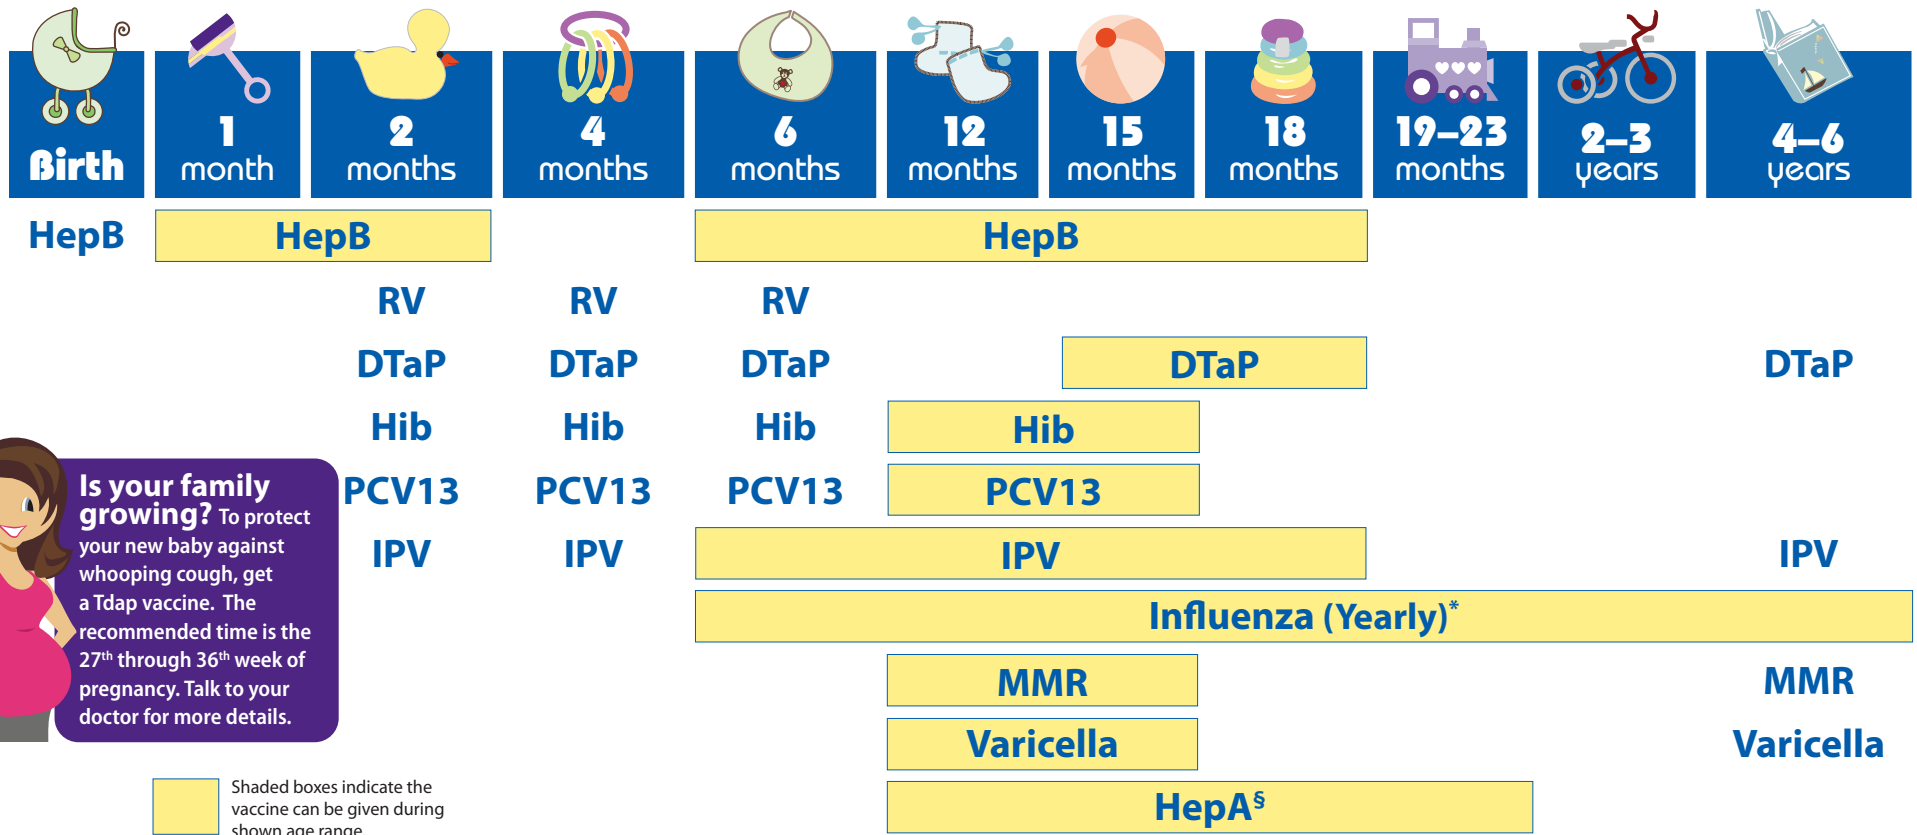 Birth
1
month
2
months
4
months
6
months
12
months
15
months
18
months
19–23
months
2–3
years
4–6
years
HepB HepB HepB
RV RV RV
DTaP DTaP DTaP DTaP DTaP
Hib Hib Hib Hib
PCV13 PCV13 PCV13 PCV13
IPV IPV IPV IPV
Influenza (Yearly)*
MMR MMR
Varicella Varicella
HepA§
Is your family
growing? To protect
your new baby against
whooping cough, get
a Tdap vaccine. The
recommended time is the
27th through 36th week of
pregnancy. Talk to your
doctor for more details.
Shaded boxes indicate the
vaccine can be given during
shown age range